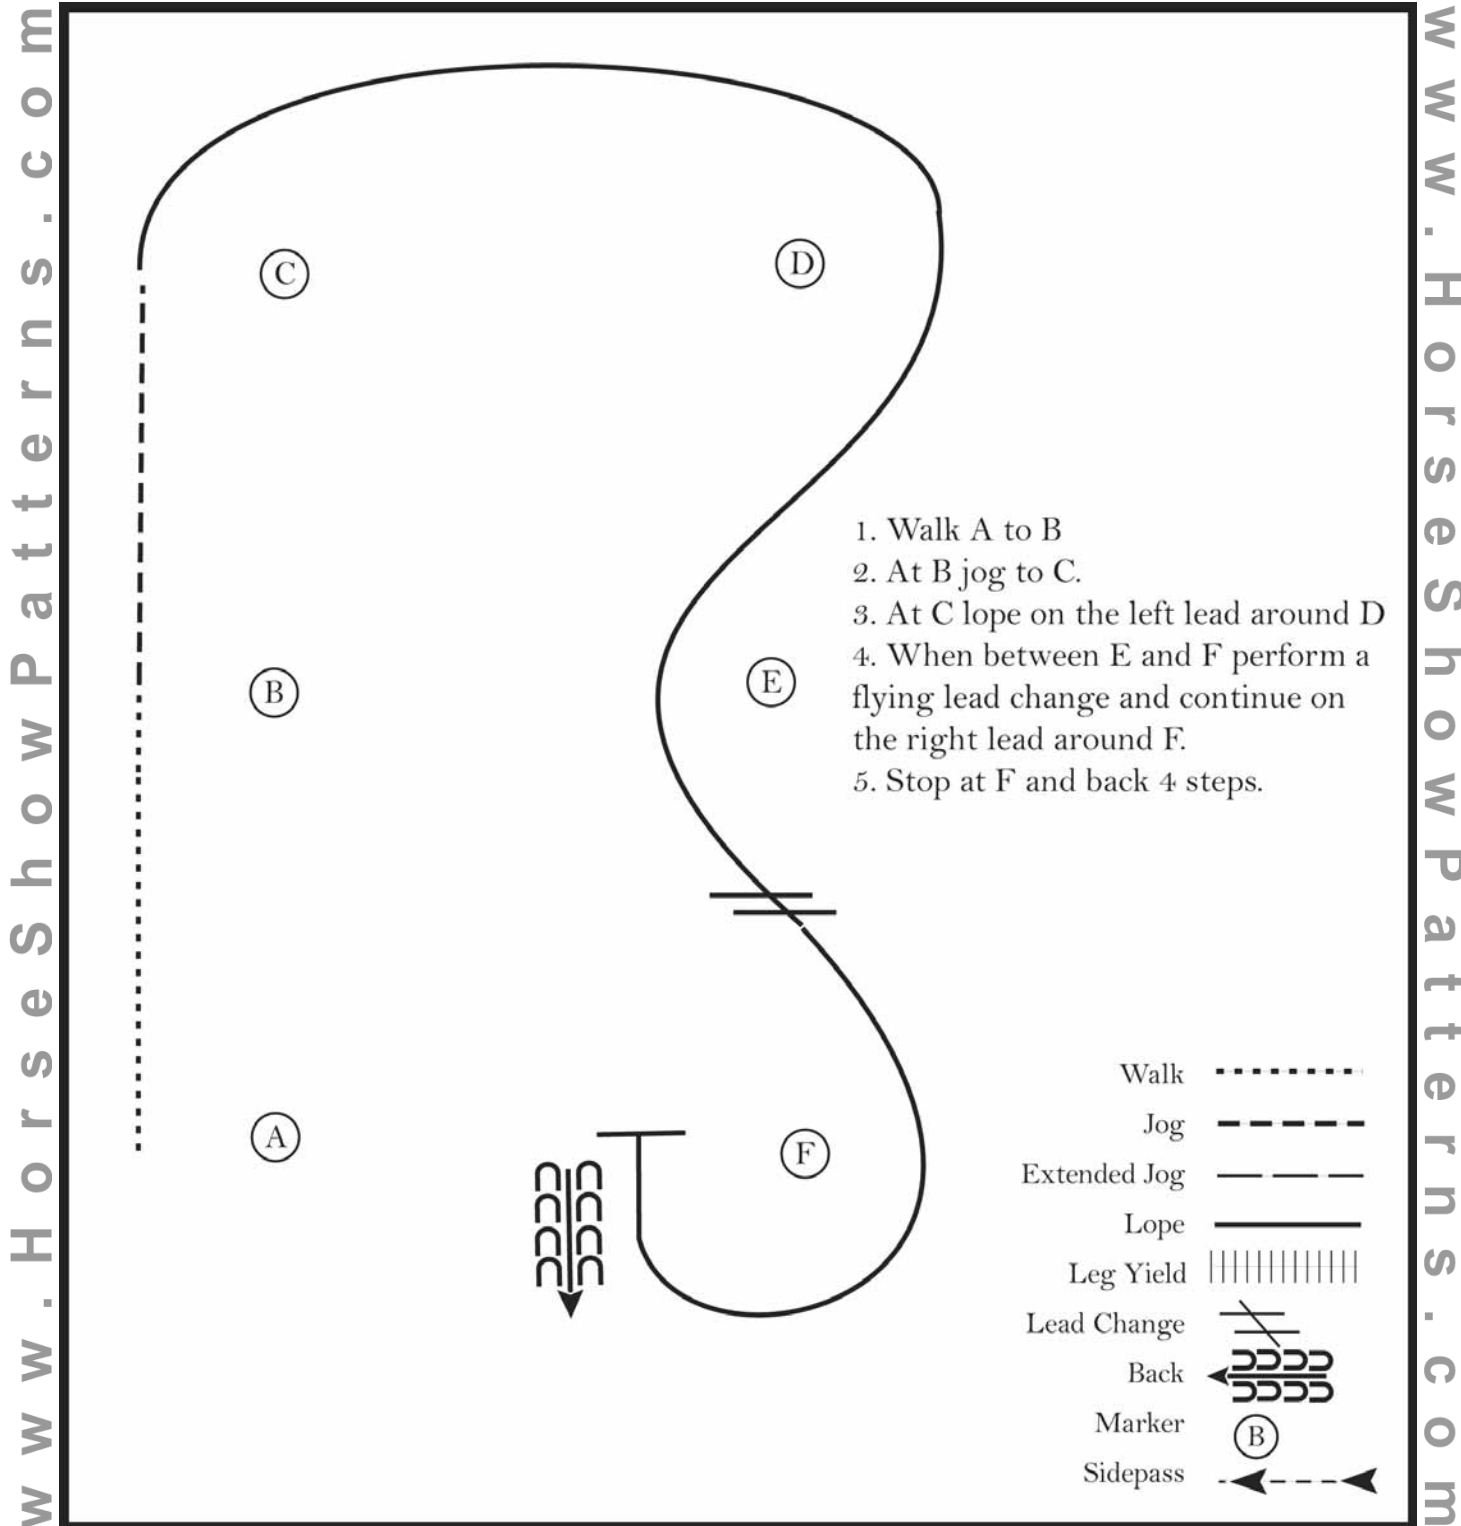 www.HorseShowPatterns.com
C
D
1. Walk A to B
2. At B jog to C.
3. At C lope on the left lead around D
4. When between E and F perform a
flying lead change and continue on
the right lead around F.
5. Stop at F and back 4 steps.
B
E
A
F
Walk
Jog
Extended Jog
Lope
Leg Yield
Lead Change
Back
Marker
B
Sidepass
www.HorseShowPatterns.com